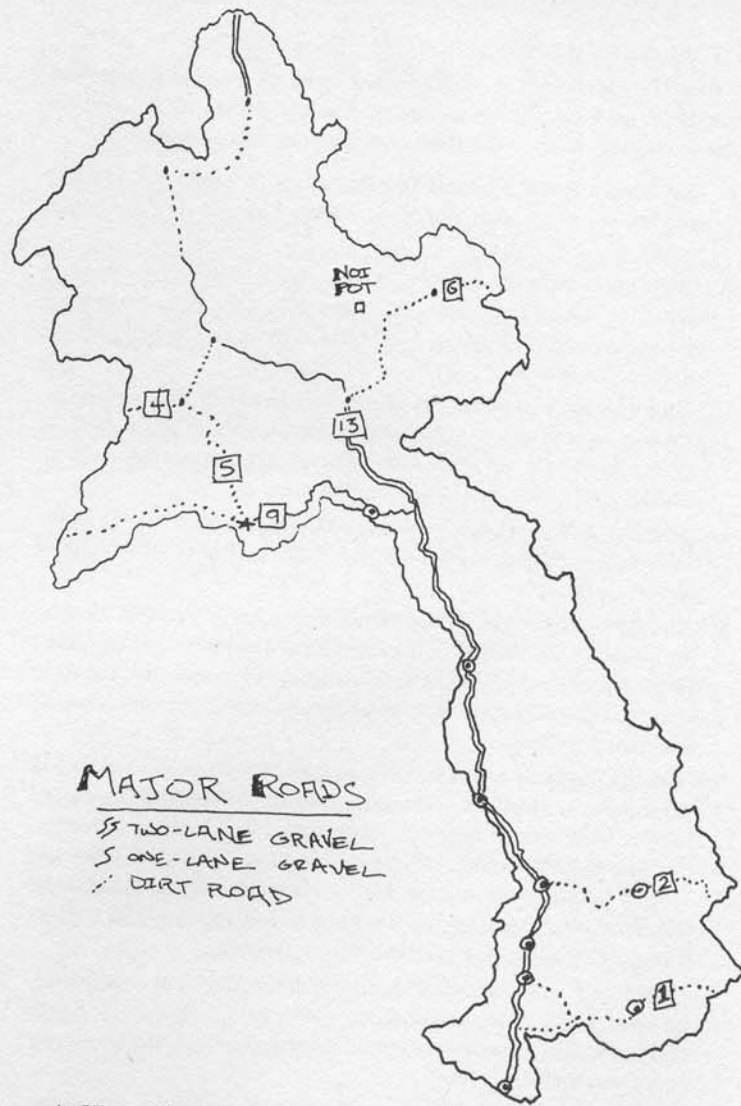 NOI
POT
6
4
13
5
9
MAJOR ROADS
TWO-LANE GRAVEL
ONE-LANE GRAVEL
DIRT ROAD
2
1